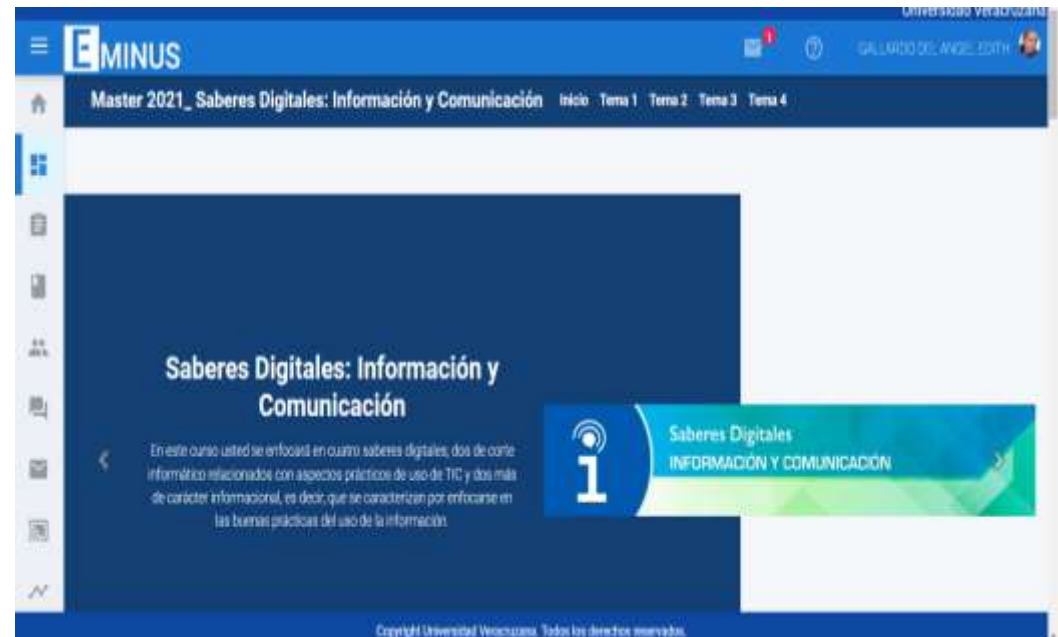 Universidad Veracruzana
EMINUS
1
GALLARDO DEL ANGEL EDITH
Master 2021_ Saberes Digitales: Información y Comunicación Inicio Tema 1 Tema 2 Tema 3 Tema 4
Saberes Digitales: Información y
Comunicación
En este curso usted se enfocará en cuatro saberes digitales; dos de corte
informático relacionados con aspectos prácticos de uso de TIC y dos más
de carácter informacional, es decir, que se caracterizan por enfocarse en
las buenas prácticas del uso de la información.
Saberes Digitales
INFORMACIÓN Y COMUNICACIÓN
Copyright Universidad Veracruzana. Todos los derechos reservados.